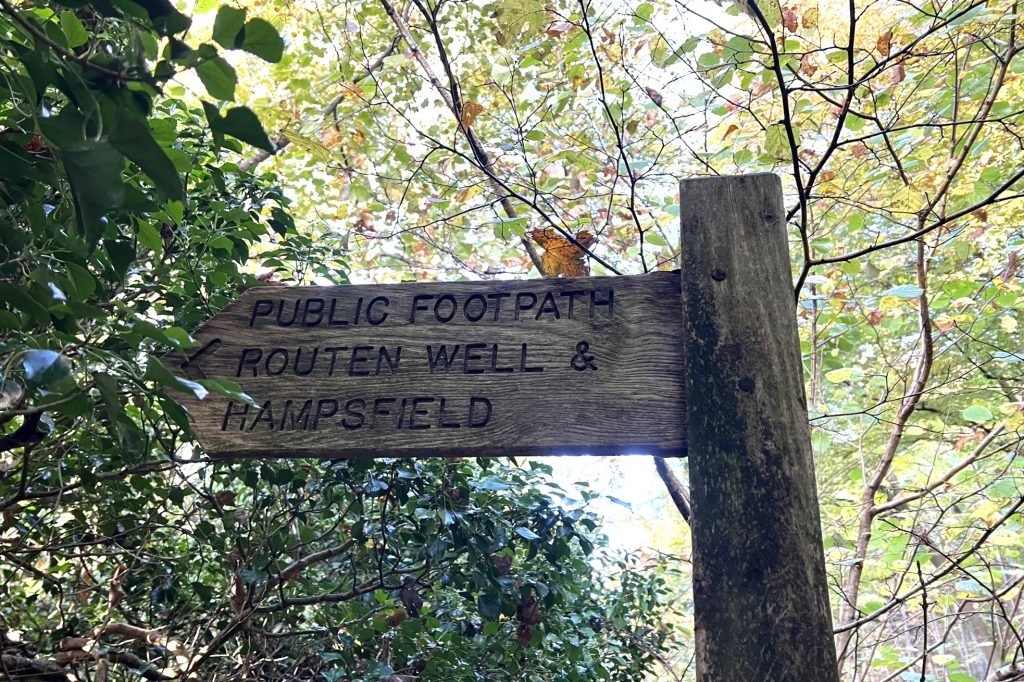 PUBLIC FOOTPATH
ROUTEN WELL &
HAMPSFIELD